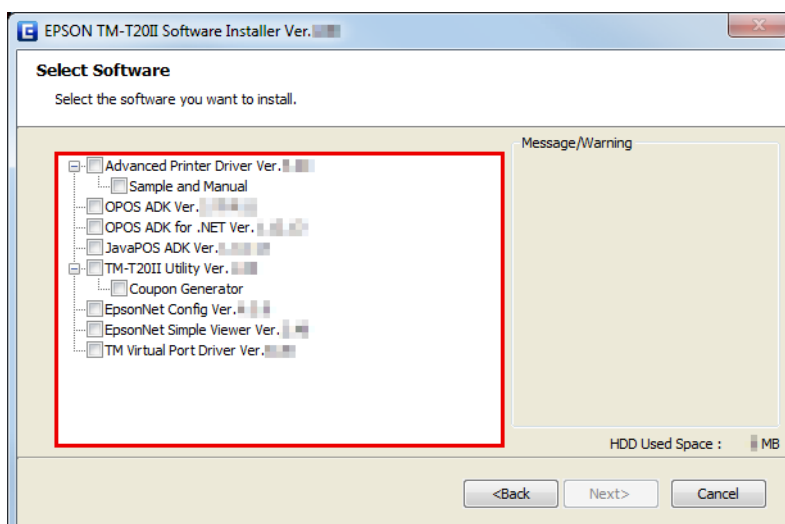 EPSON TM-T20II Software Installer Ver.
Select Software
Select the software you want to install.
Message/Warning
Advanced Printer Driver Ver.
Sample and Manual
OPOS ADK Ver.
OPOS ADK for .NET Ver.
JavaPOS ADK Ver.
TM-T20II Utility Ver.
Coupon Generator
EpsonNet Config Ver.
EpsonNet Simple Viewer Ver.
TM Virtual Port Driver Ver.
HDD Used Space : MB
<Back Next> Cancel